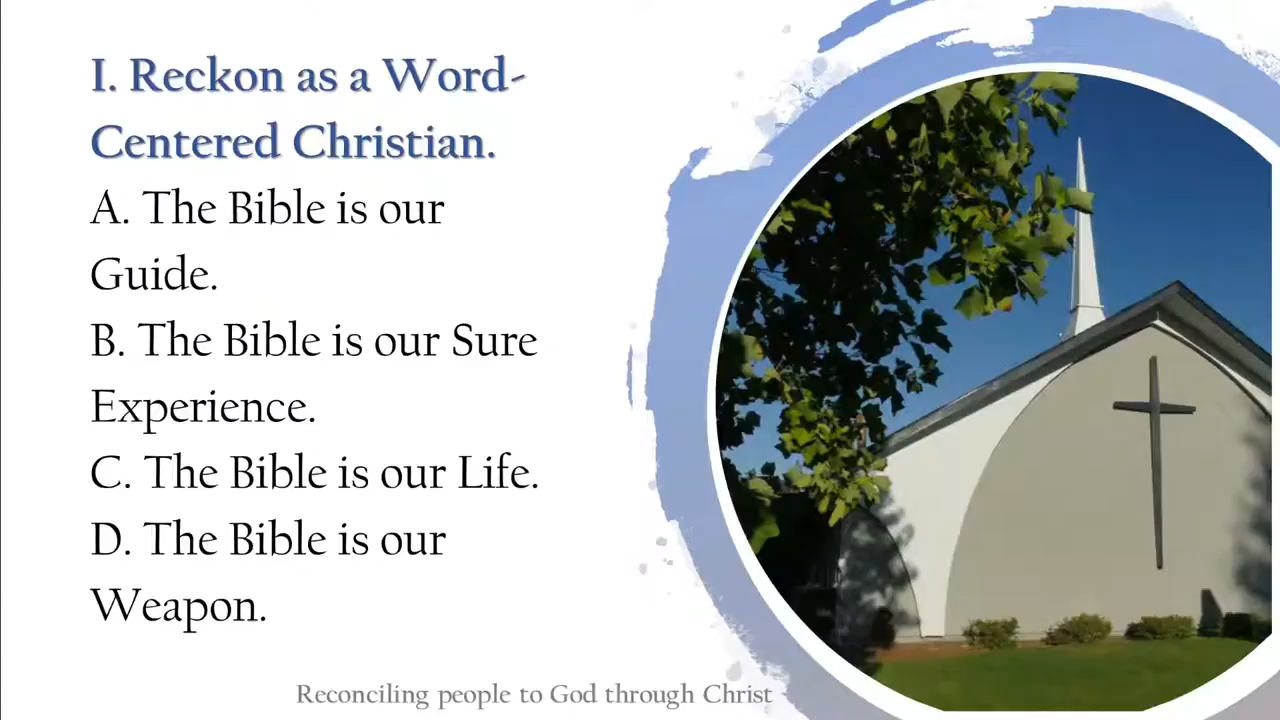 I. Reckon as a Word-
Centered Christian.
A. The Bible is our
Guide.
B. The Bible is our Sure
Experience.
C. The Bible is our Life.
D. The Bible is our
Weapon.
Reconciling people to God through Christ